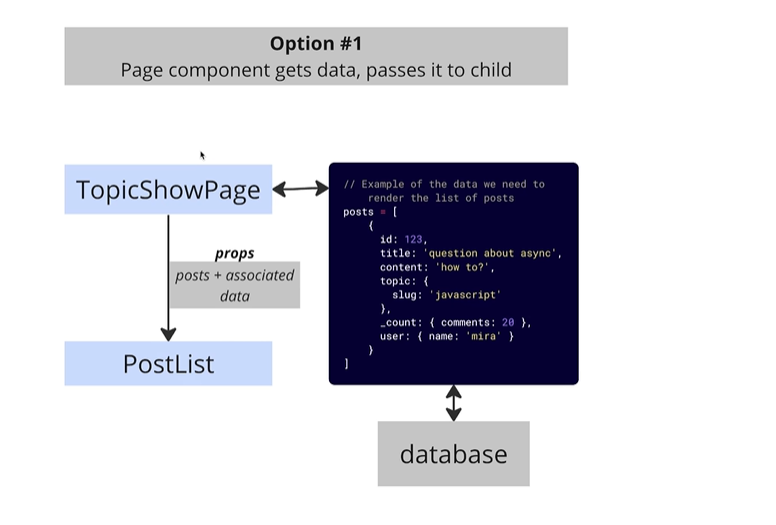 Option #1
Page component gets data, passes it to child
TopicShowPage
// Example of the data we need to
render the list of posts
posts = [
{
id: 123,
title: 'question about async',
content: 'how to?',
topic: {
slug: 'javascript'
},
_count: { comments: 20 },
user: { name: 'mira' }
}
]
props
posts + associated
data
PostList
database